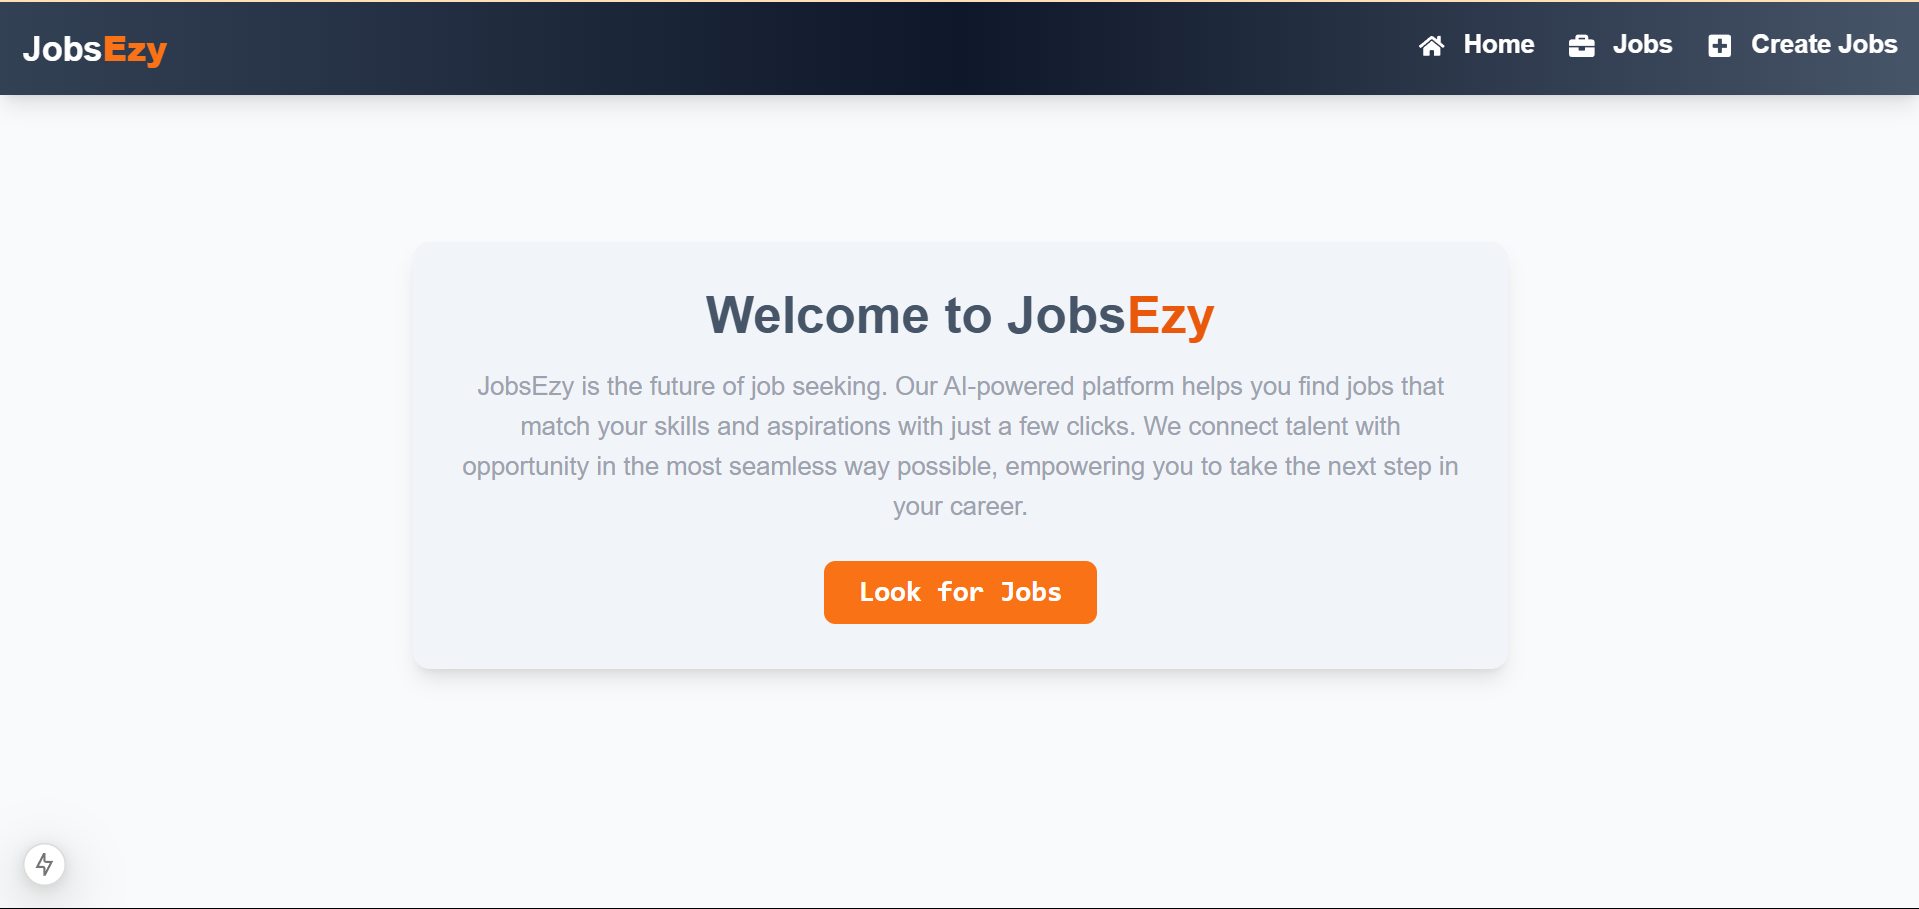 JobsEzy
Home
Jobs
Create Jobs
Welcome to JobsEzy
JobsEzy is the future of job seeking. Our AI-powered platform helps you find jobs that
match your skills and aspirations with just a few clicks. We connect talent with
opportunity in the most seamless way possible, empowering you to take the next step in
your career.
Look for Jobs